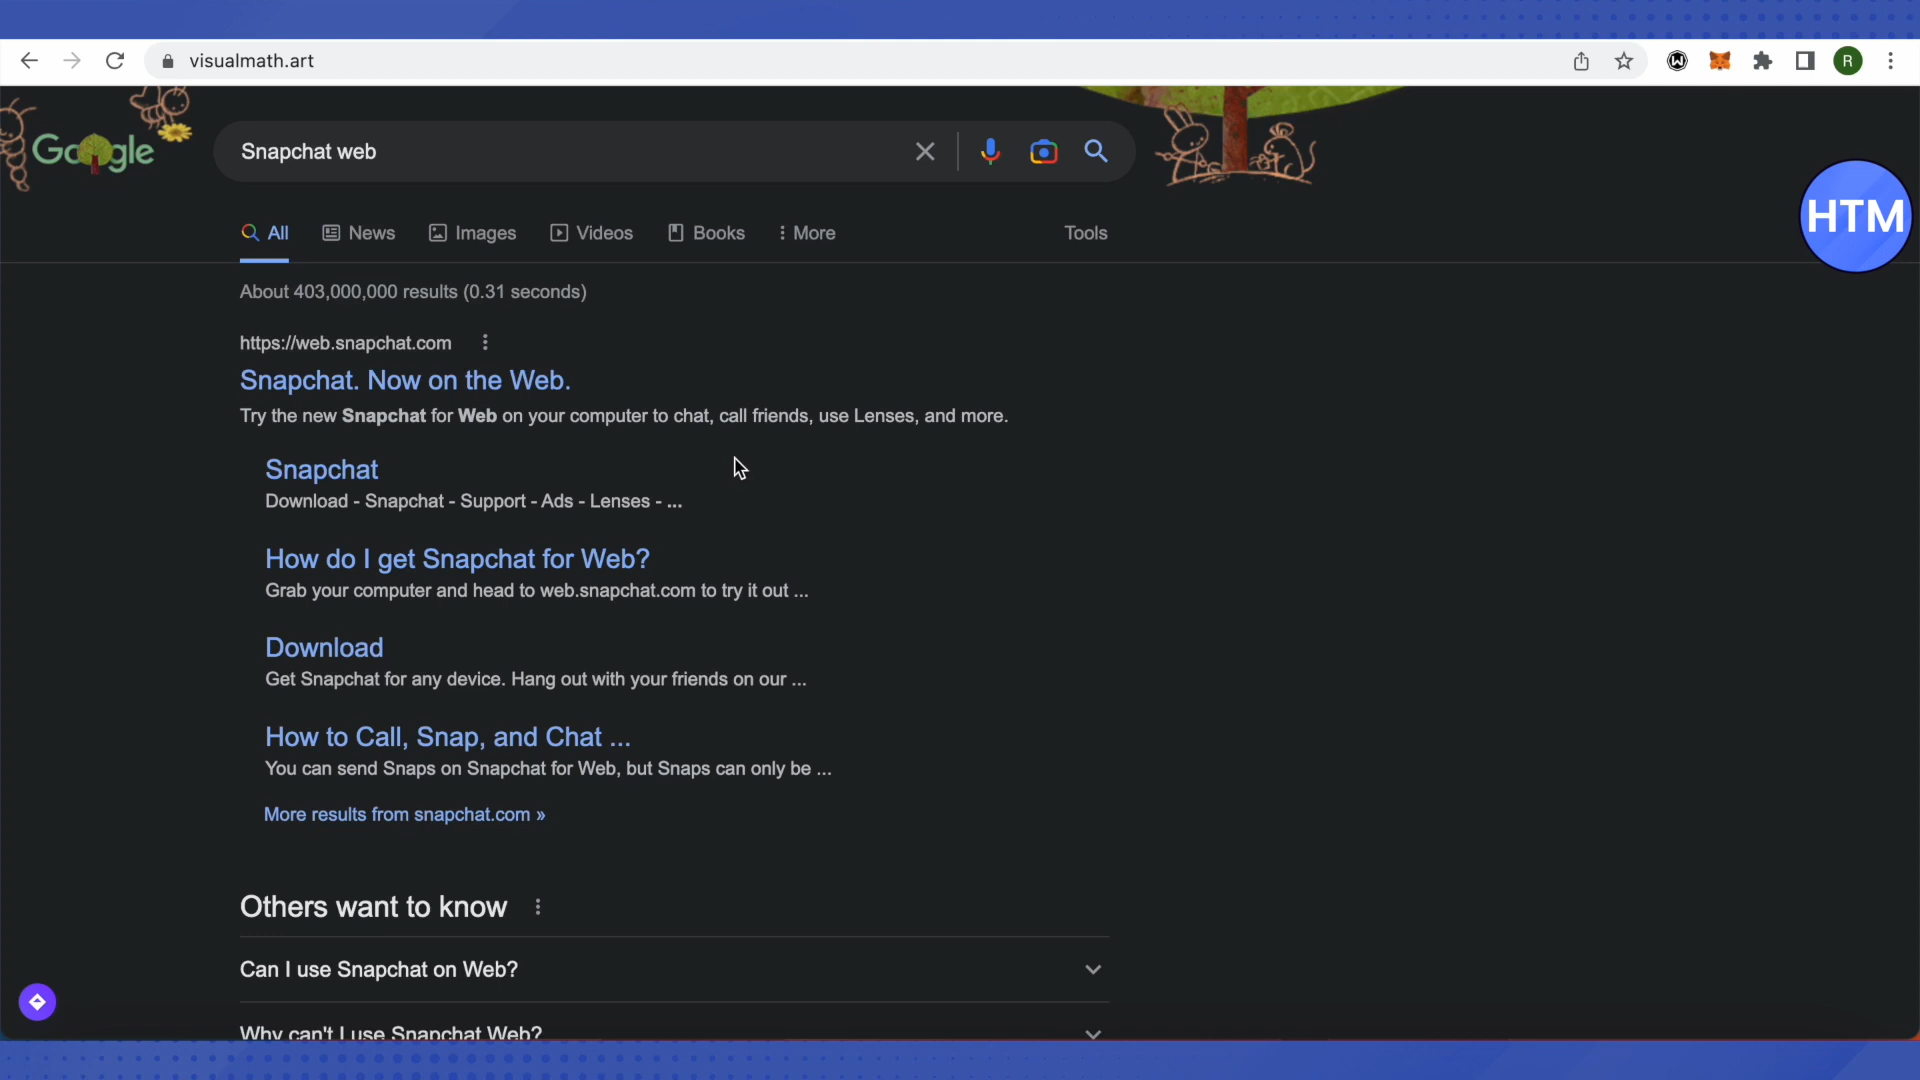 visualmath.art
R
Google
Snapchat web
HTM
All
News
Images
Videos
Books
More
Tools
About 403,000,000 results (0.31 seconds)
https://web.snapchat.com
Snapchat. Now on the Web.
Try the new Snapchat for Web on your computer to chat, call friends, use Lenses, and more.
Snapchat
Download - Snapchat - Support - Ads - Lenses - ...
How do I get Snapchat for Web?
Grab your computer and head to web.snapchat.com to try it out ...
Download
Get Snapchat for any device. Hang out with your friends on our ...
How to Call, Snap, and Chat ...
You can send Snaps on Snapchat for Web, but Snaps can only be ...
More results from snapchat.com »
Others want to know
Can I use Snapchat on Web?
Why can't I use Snapchat Web?